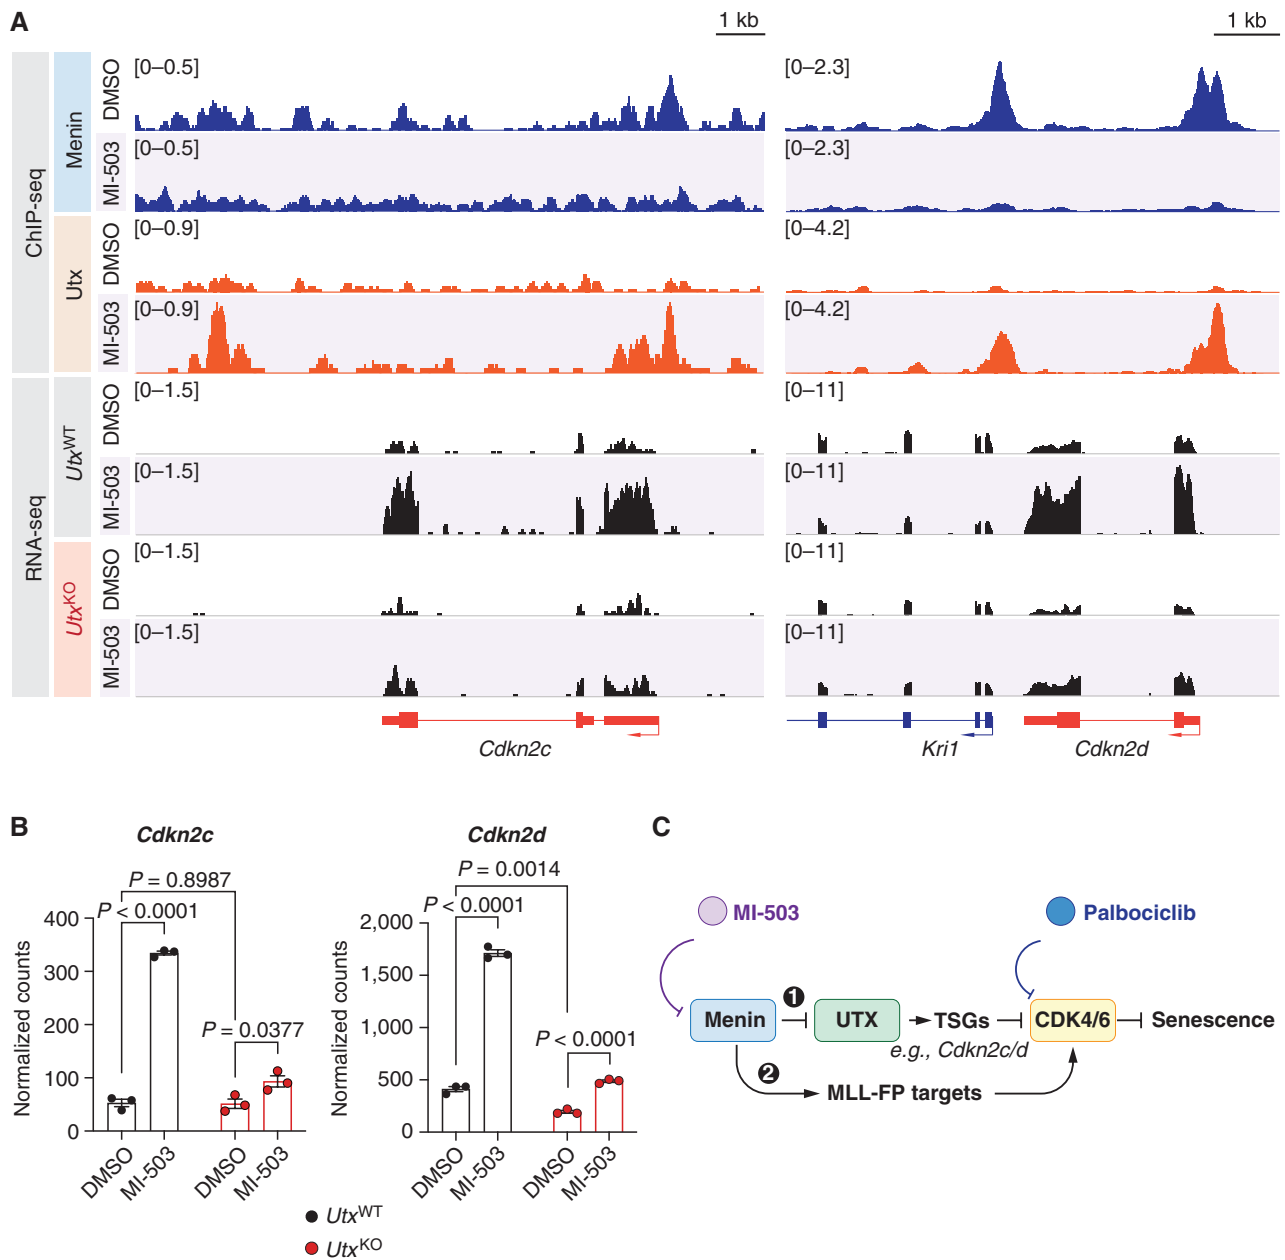 A
1 kb
1 kb
ChIP-seq
RNA-seq
Menin
Utx
UtxWT
UtxKO
DMSO
[0–0.5]
[0–2.3]
MI-503
[0–0.5]
[0–2.3]
DMSO
[0–0.9]
[0–4.2]
MI-503
[0–0.9]
[0–4.2]
DMSO
[0–1.5]
[0–11]
MI-503
[0–1.5]
[0–11]
DMSO
[0–1.5]
[0–11]
MI-503
[0–1.5]
[0–11]
Cdkn2c
Kri1
Cdkn2d
B
Cdkn2c
P = 0.8987
P < 0.0001
P = 0.0377
Normalized counts
400
300
200
100
0
DMSO
MI-503
DMSO
MI-503
Cdkn2d
P = 0.0014
P < 0.0001
P < 0.0001
Normalized counts
2,000
1,500
1,000
500
0
DMSO
MI-503
DMSO
MI-503
UtxWT
UtxKO
C
MI-503
Palbociclib
1
Menin
UTX
TSGs
CDK4/6
Senescence
e.g., Cdkn2c/d
2
MLL-FP targets